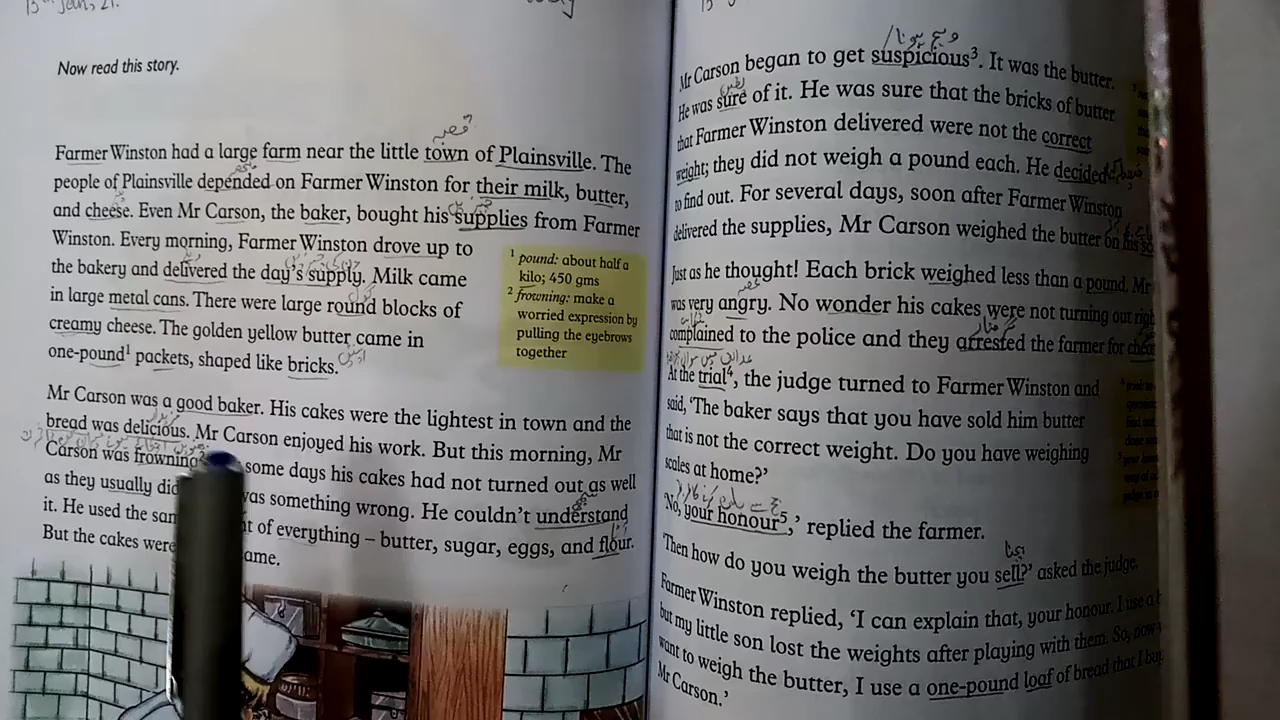 15th Jan, 21.
Now read this story.
قصبہ
Farmer Winston had a large farm near the little town of Plainsville. The
people of Plainsville depended on Farmer Winston for their milk, butter,
and cheese. Even Mr Carson, the baker, bought his supplies from Farmer
Winston. Every morning, Farmer Winston drove up to
the bakery and delivered the day's supply. Milk came
in large metal cans. There were large round blocks of
creamy cheese. The golden yellow butter came in
one-pound¹ packets, shaped like bricks.
¹ pound: about half a
kilo; 450 gms
² frowning: make a
worried expression by
pulling the eyebrows
together
Mr Carson was a good baker. His cakes were the lightest in town and the
bread was delicious. Mr Carson enjoyed his work. But this morning, Mr
Carson was frowning some days his cakes had not turned out as well
as they usually did was something wrong. He couldn't understand
it. He used the of everything – butter, sugar, eggs, and flour.
But the cakes were
Mr Carson began to get suspicious³. It was the butter.
He was sure of it. He was sure that the bricks of butter
that Farmer Winston delivered were not the correct
weight; they did not weigh a pound each. He decided
to find out. For several days, soon after Farmer Winston
delivered the supplies, Mr Carson weighed the butter on his
Just as he thought! Each brick weighed less than a pound. Mr
was very angry. No wonder his cakes were not turning out
غصہ
complained to the police and they arrested the farmer for
At the trial⁴, the judge turned to Farmer Winston and
said, 'The baker says that you have sold him butter
that is not the correct weight. Do you have weighing
scales at home?'
'No, your honour⁵,' replied the farmer.
بیچنا
'Then how do you weigh the butter you sell?' asked the judge.
Farmer Winston replied, 'I can explain that, your honour. I use a
but my little son lost the weights after playing with them. So, now
want to weigh the butter, I use a one-pound loaf of bread that I buy
Mr Carson.'